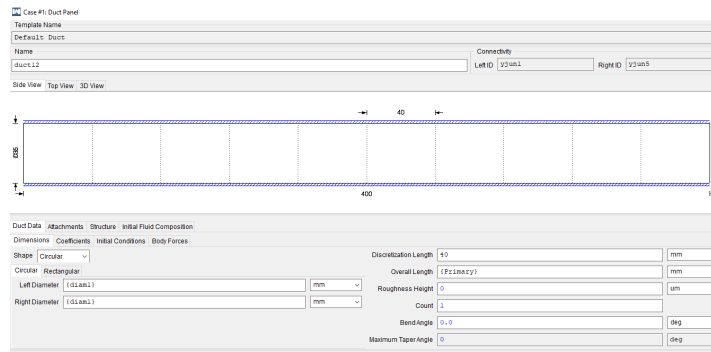 Case #1: Duct Panel
Template Name
Default Duct
Name
Connectivity
duct12
Left ID yjun1 Right ID yjun5
Side View Top View 3D View
40
Ø35
400
Duct Data Attachments Structure Initial Fluid Composition
Dimensions Coefficients Initial Conditions Body Forces
Shape Circular
Discretization Length 40 mm
Circular Rectangular
Overall Length {Primary} mm
Left Diameter {diam1} mm
Roughness Height 0 um
Right Diameter {diam1} mm
Count 1
Bend Angle 0.0 deg
Maximum Taper Angle 0 deg